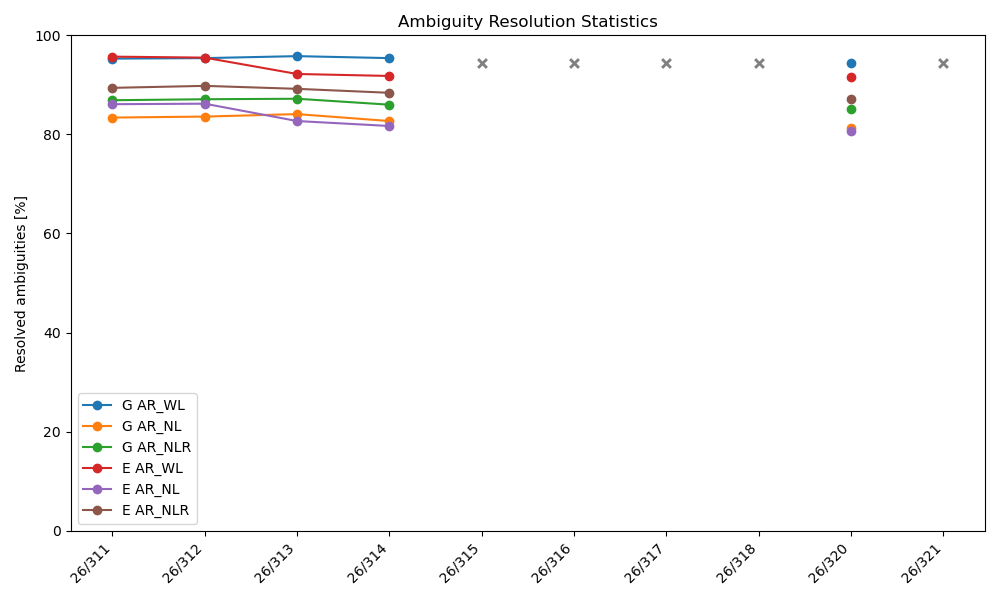 Ambiguity Resolution Statistics
Resolved ambiguities [%]
100
80
60
40
20
0
G AR_WL
G AR_NL
G AR_NLR
E AR_WL
E AR_NL
E AR_NLR
26/311
26/312
26/313
26/314
26/315
26/316
26/317
26/318
26/320
26/321